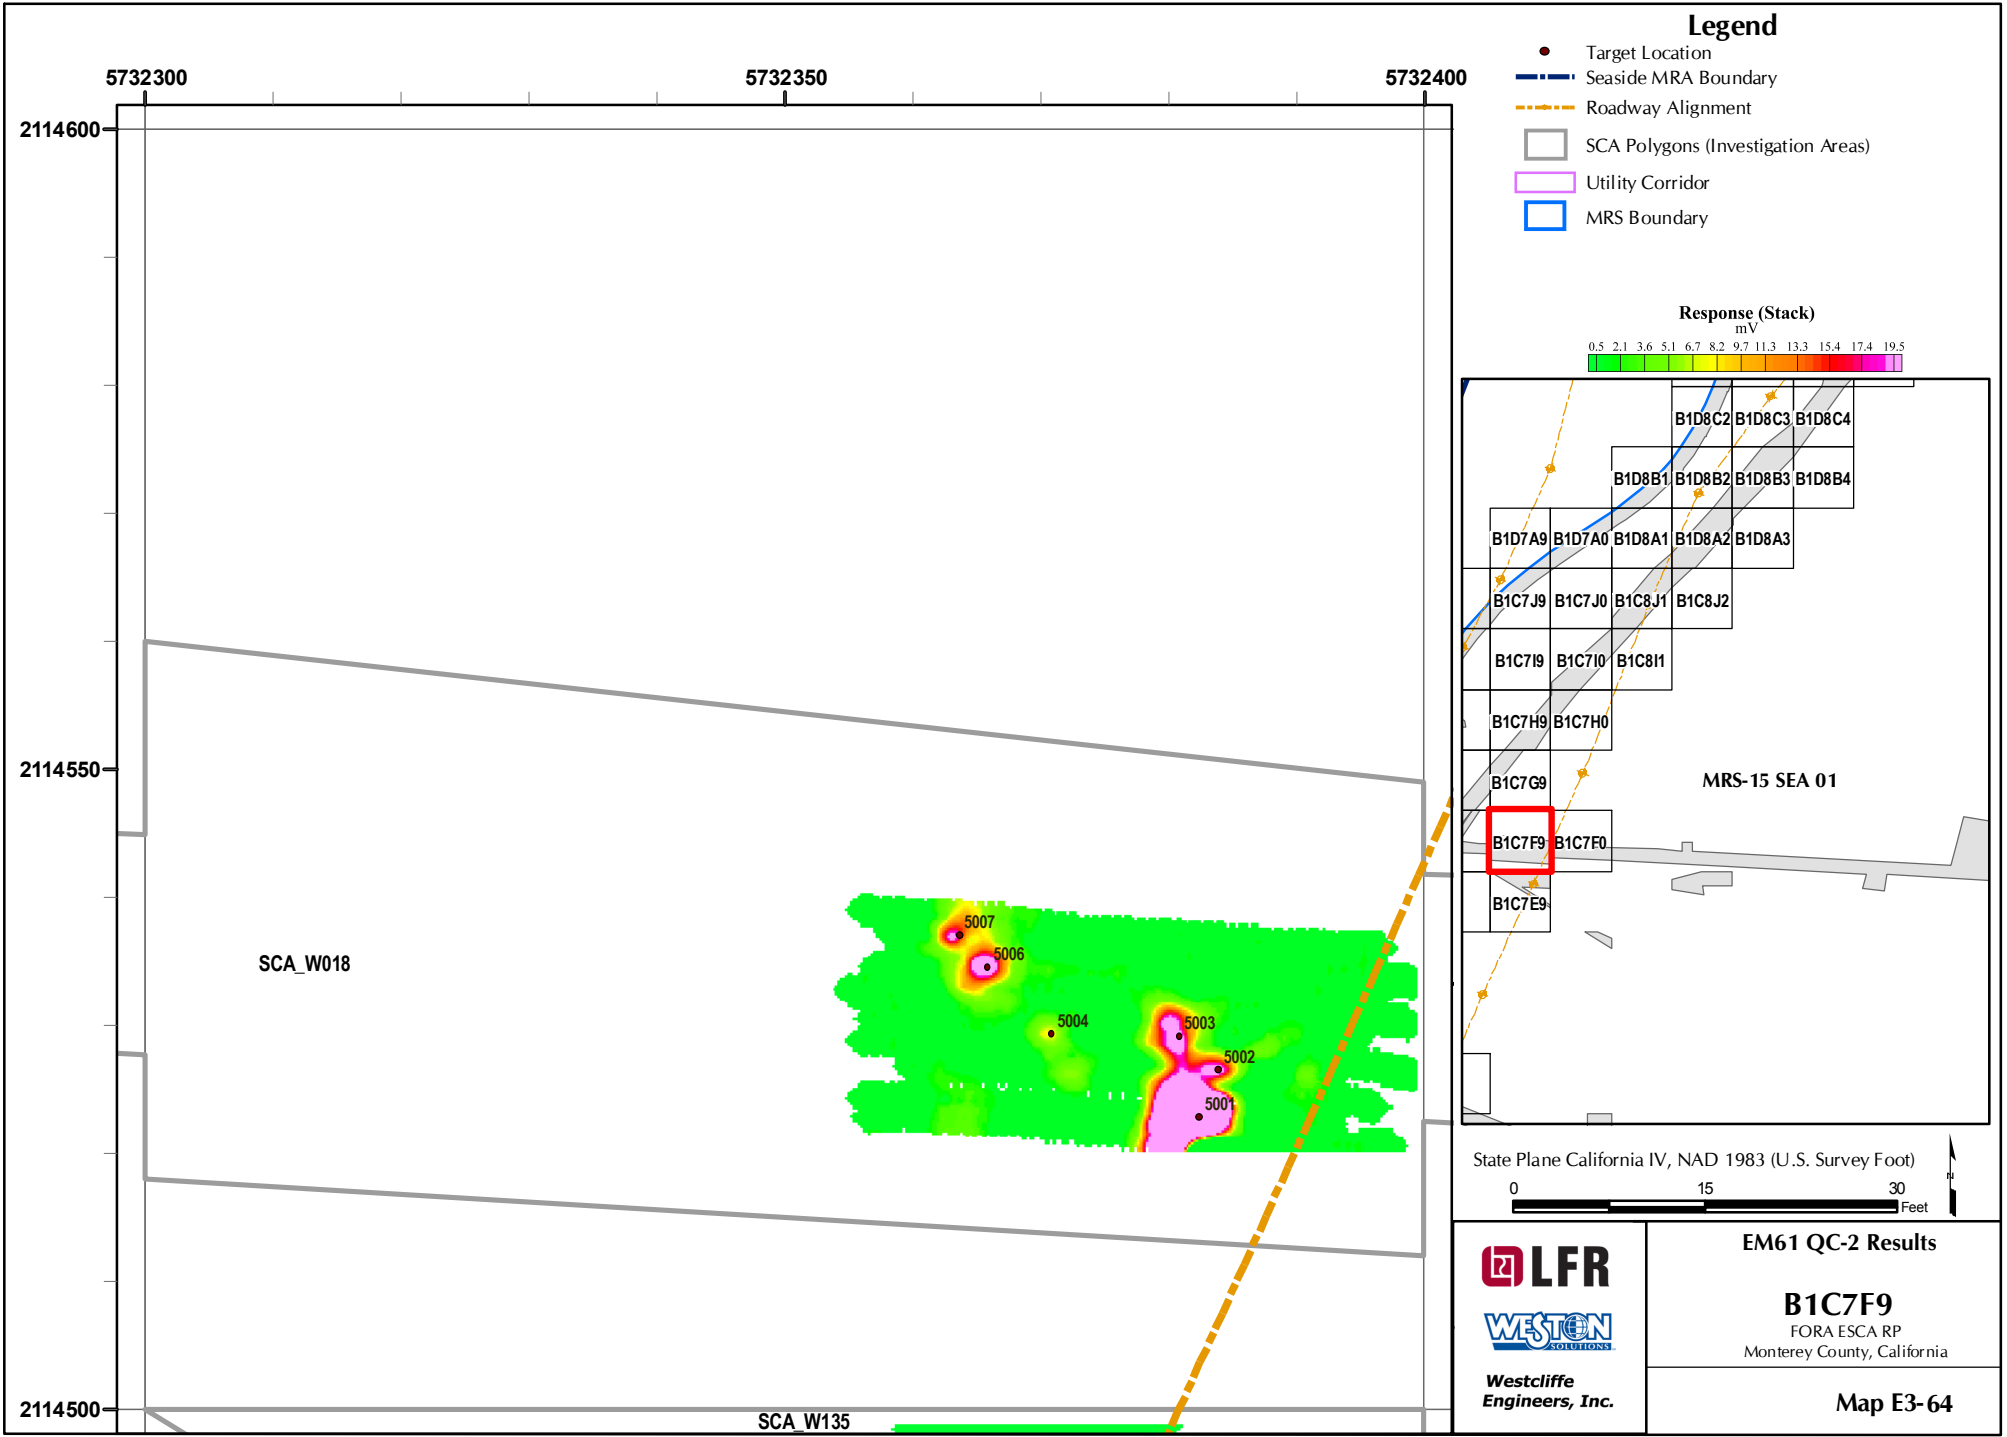 5732300
5732350
5732400
2114600
2114550
2114500
SCA_W018
SCA_W135
5007
5006
5004
5003
5002
5001
Legend
Target Location
Seaside MRA Boundary
Roadway Alignment
SCA Polygons (Investigation Areas)
Utility Corridor
MRS Boundary
Response (Stack)
mV
0.5 2.1 3.6 5.1 6.7 8.2 9.7 11.3 13.3 15.4 17.4 19.5
B1D8C2 B1D8C3 B1D8C4
B1D8B1 B1D8B2 B1D8B3 B1D8B4
B1D7A9 B1D7A0 B1D8A1 B1D8A2 B1D8A3
B1C7J9 B1C7J0 B1C8J1 B1C8J2
B1C7I9 B1C7I0 B1C8I1
B1C7H9 B1C7H0
B1C7G9
MRS-15 SEA 01
B1C7F9 B1C7F0
B1C7E9
State Plane California IV, NAD 1983 (U.S. Survey Foot)
0 15 30
Feet
N
LFR
WESTON
SOLUTIONS
Westcliffe
Engineers, Inc.
EM61 QC-2 Results
B1C7F9
FORA ESCA RP
Monterey County, California
Map E3-64